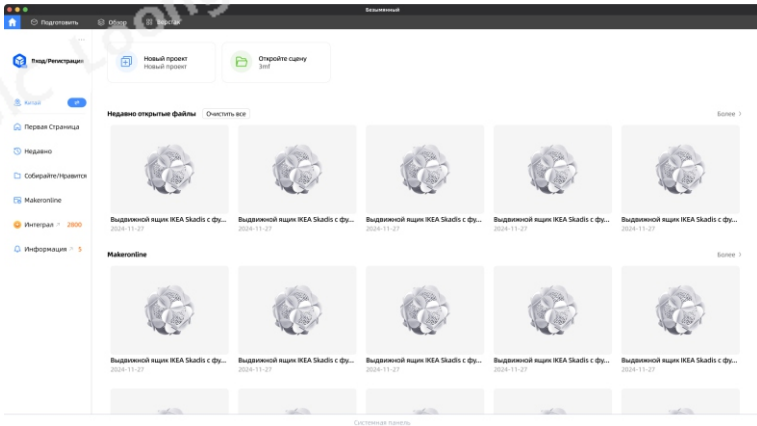 Безымянный
Подготовить
Обзор
Вход/Регистрация
Новый проект
Новый проект
Откройте сцену
3mf
Китай
Недавно открытые файлы
Очистить все
Более
Первая Страница
Недавно
Собирайте/Нравится
Makeronline
Интеграл 2800
Информация 5
Выдвижной ящик IKEA Skadis с фу...
2024-11-27
Выдвижной ящик IKEA Skadis с фу...
2024-11-27
Выдвижной ящик IKEA Skadis с фу...
2024-11-27
Выдвижной ящик IKEA Skadis с фу...
2024-11-27
Выдвижной ящик IKEA Skadis с фу...
2024-11-27
Makeronline
Более
Выдвижной ящик IKEA Skadis с фу...
2024-11-27
Выдвижной ящик IKEA Skadis с фу...
2024-11-27
Выдвижной ящик IKEA Skadis с фу...
2024-11-27
Выдвижной ящик IKEA Skadis с фу...
2024-11-27
Выдвижной ящик IKEA Skadis с фу...
2024-11-27
Системная панель